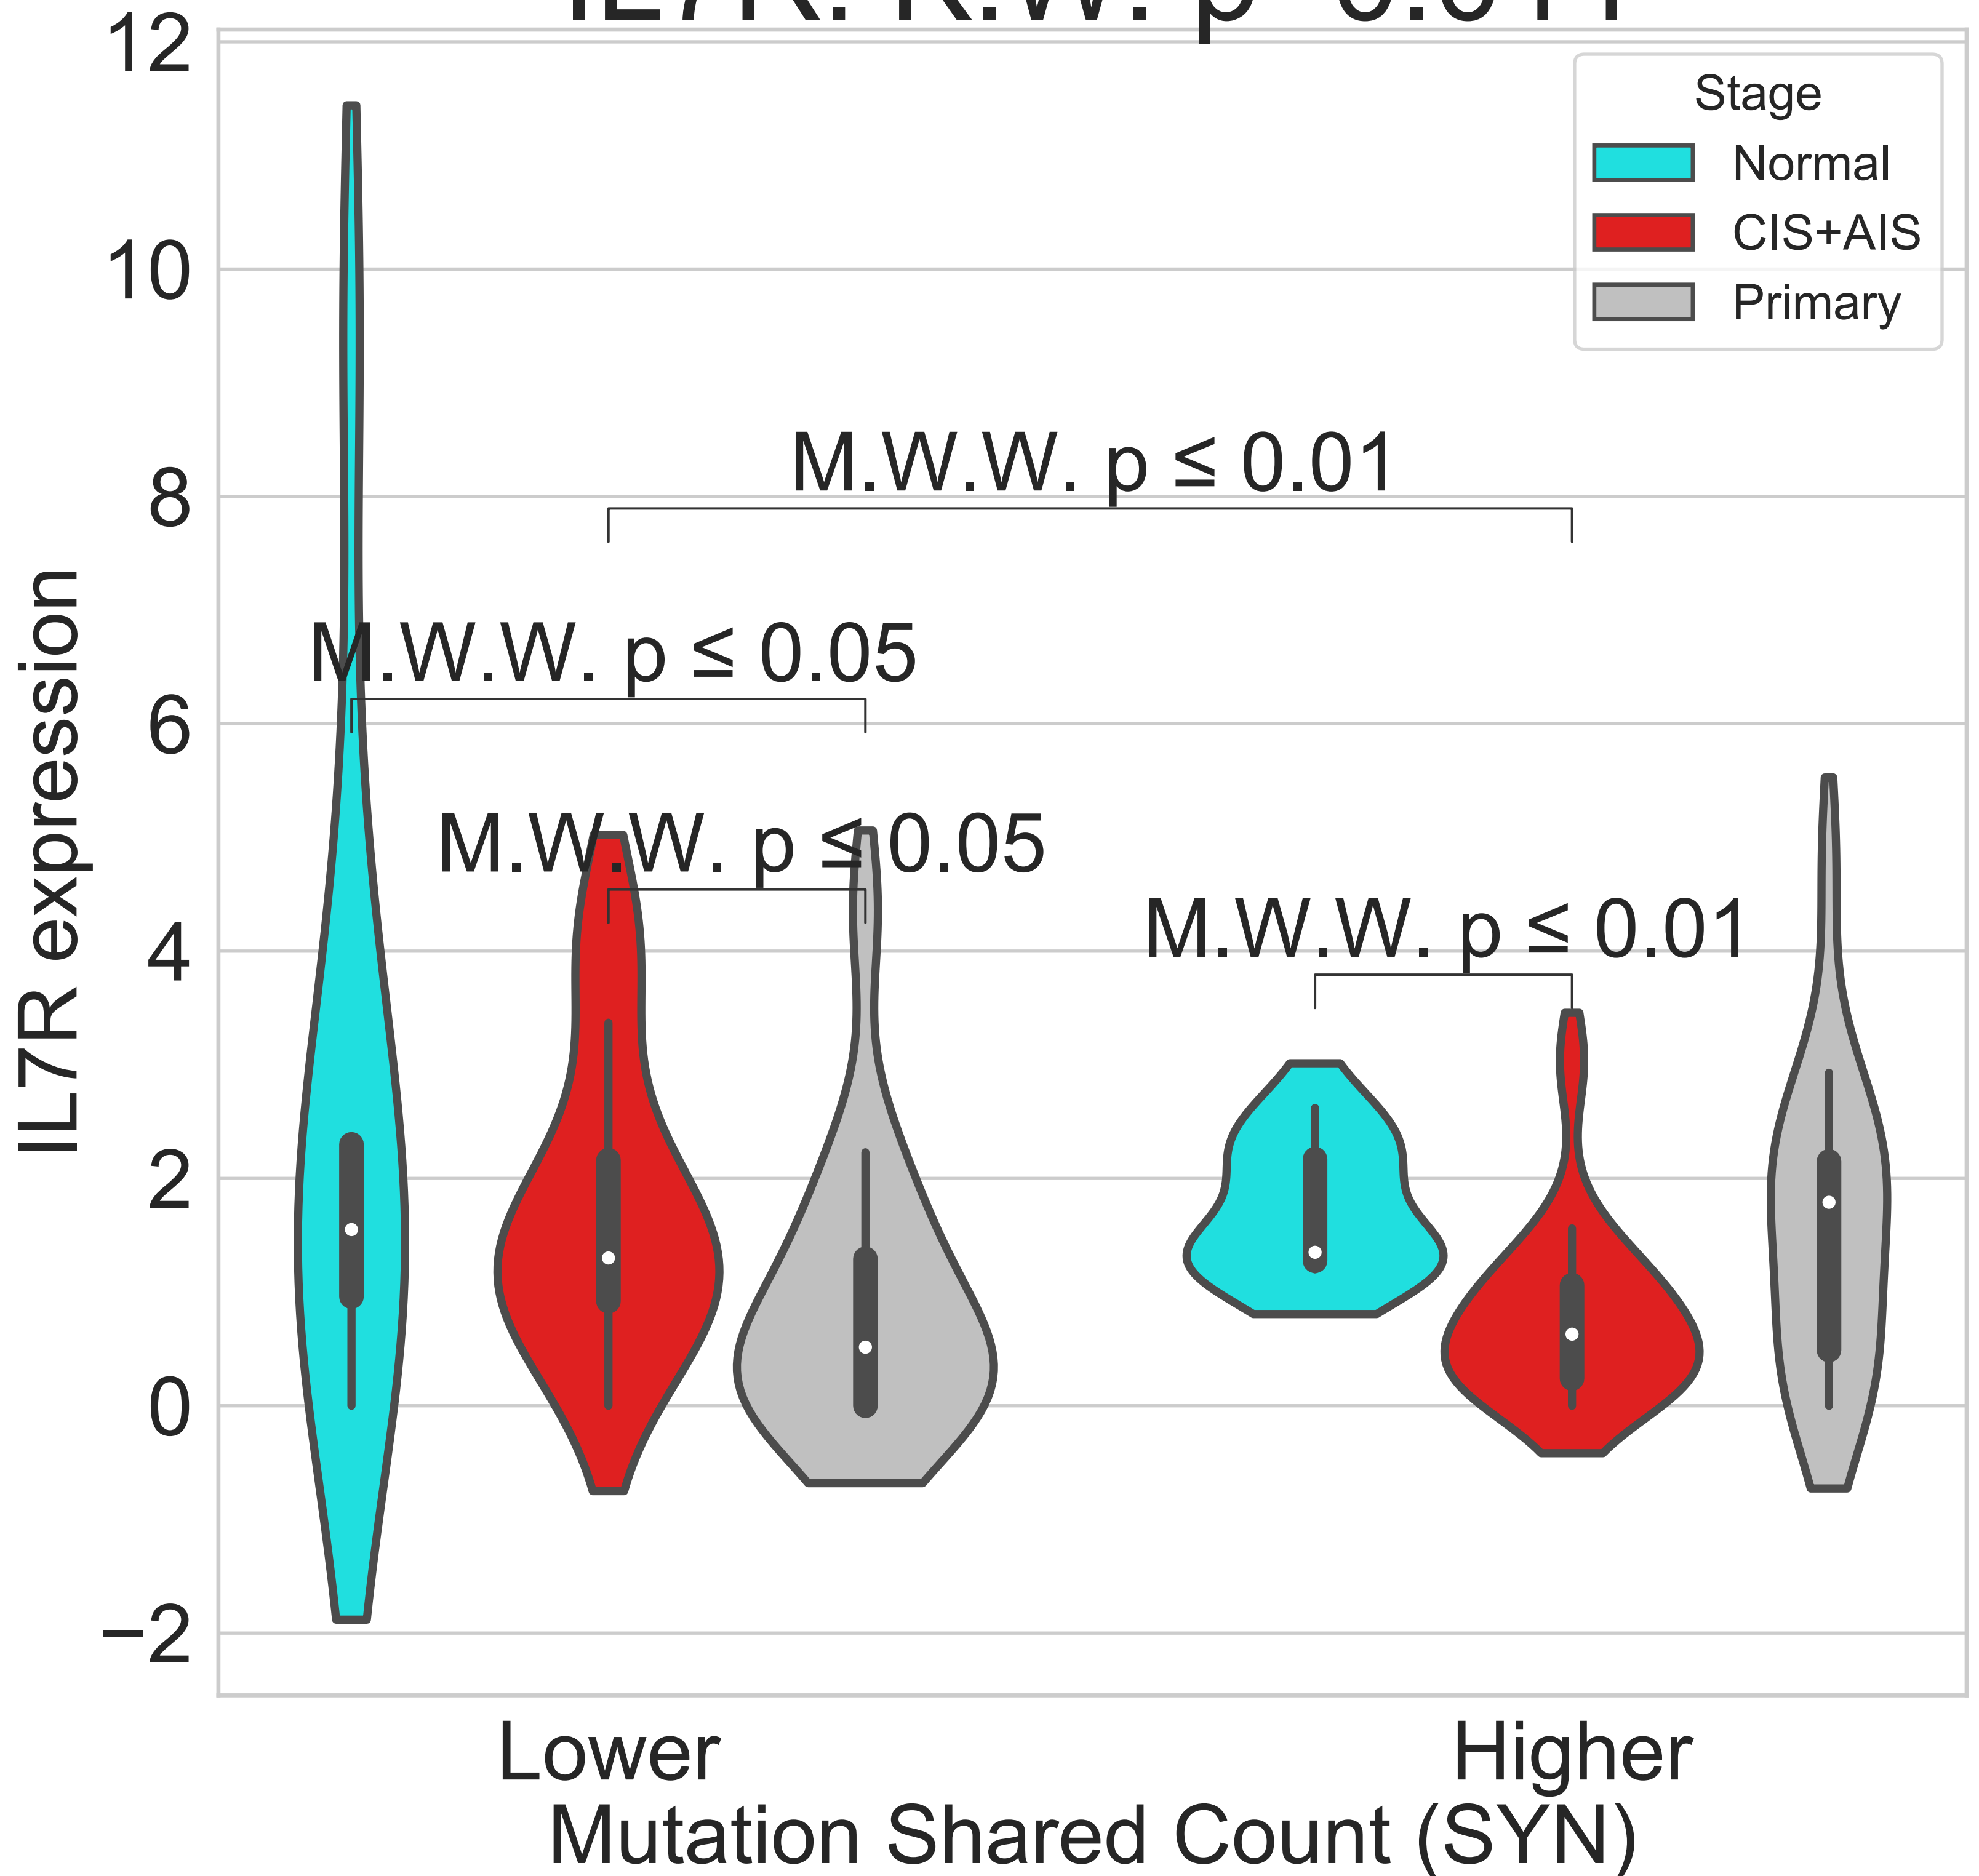 12
10
8
6
4
2
0
−2
IL7R expression
Stage
Normal
CIS+AIS
Primary
M.W.W. p ≤ 0.01
M.W.W. p ≤ 0.05
M.W.W. p ≤ 0.05
M.W.W. p ≤ 0.01
Lower
Higher
Mutation Shared Count (SYN)